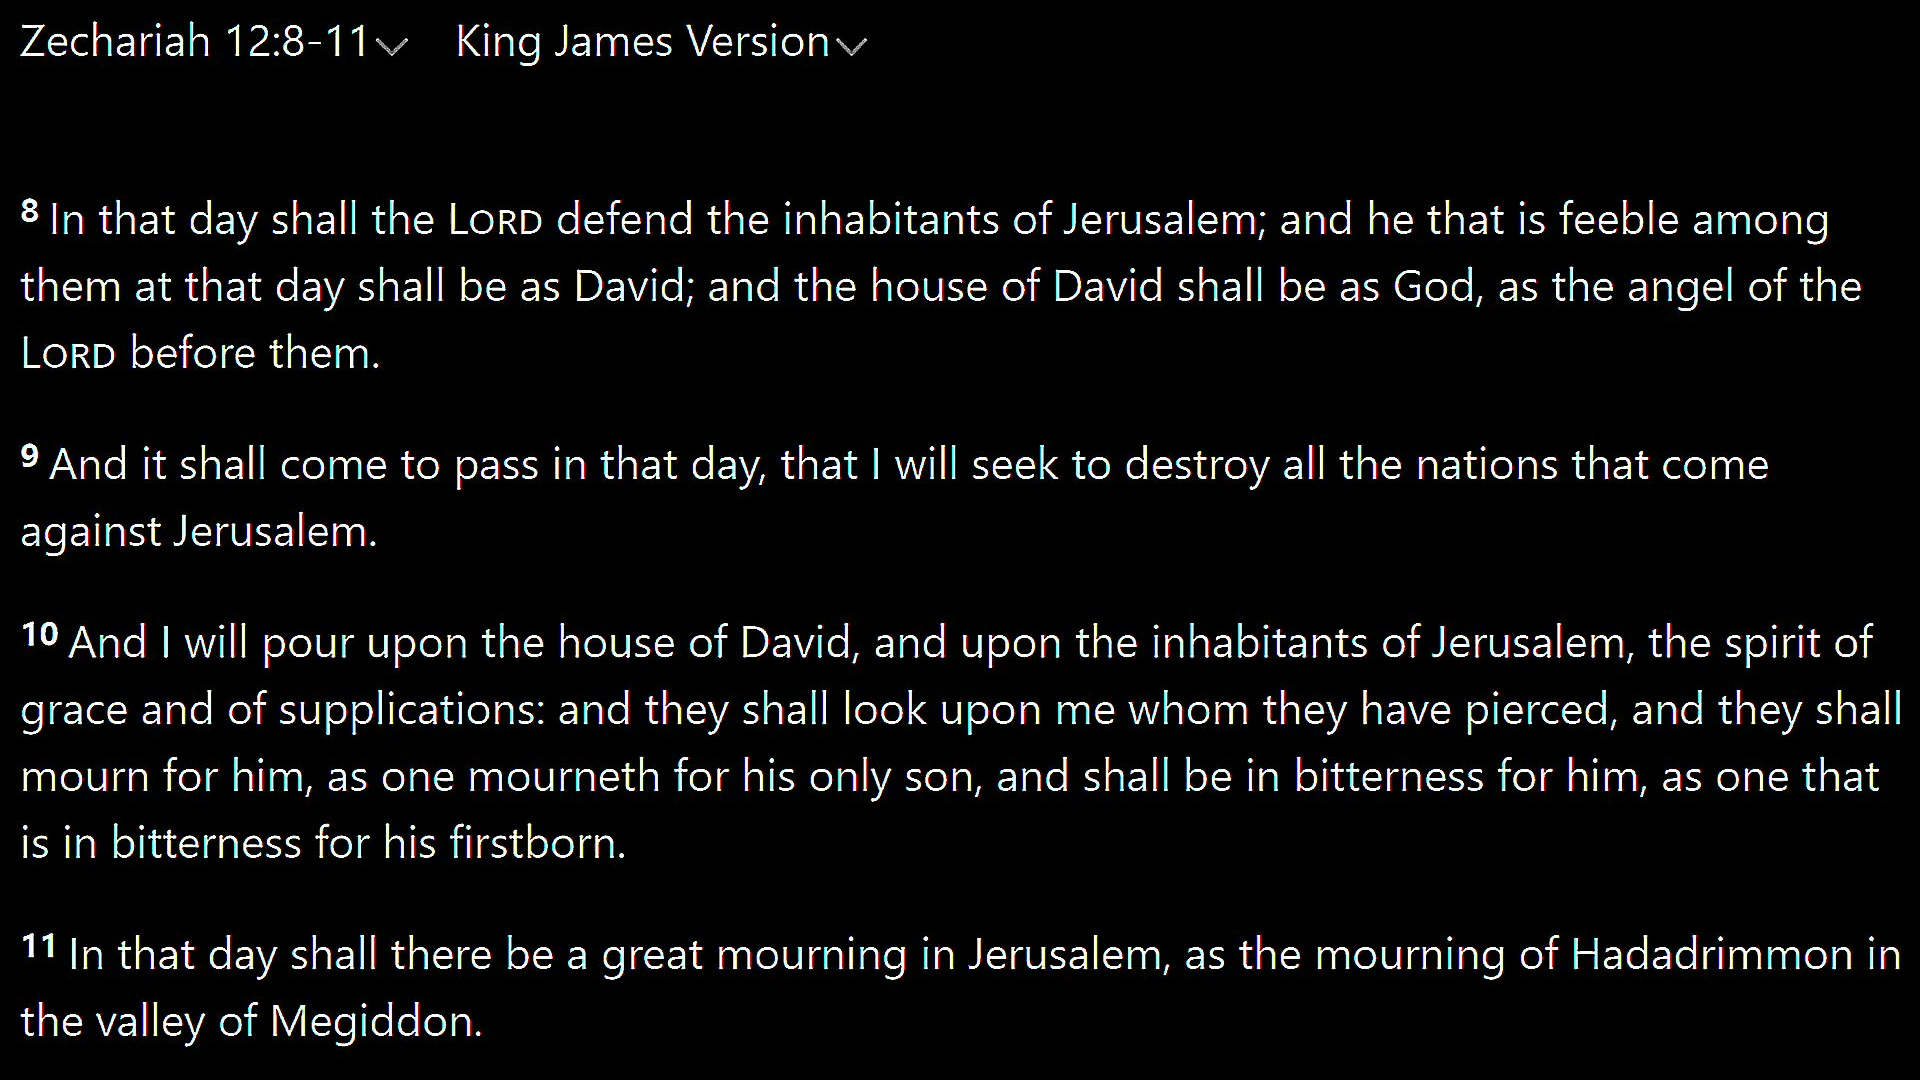 Zechariah 12:8-11 King James Version
8 In that day shall the LORD defend the inhabitants of Jerusalem; and he that is feeble among
them at that day shall be as David; and the house of David shall be as God, as the angel of the
LORD before them.
9 And it shall come to pass in that day, that I will seek to destroy all the nations that come
against Jerusalem.
10 And I will pour upon the house of David, and upon the inhabitants of Jerusalem, the spirit of
grace and of supplications: and they shall look upon me whom they have pierced, and they shall
mourn for him, as one mourneth for his only son, and shall be in bitterness for him, as one that
is in bitterness for his firstborn.
11 In that day shall there be a great mourning in Jerusalem, as the mourning of Hadadrimmon in
the valley of Megiddon.